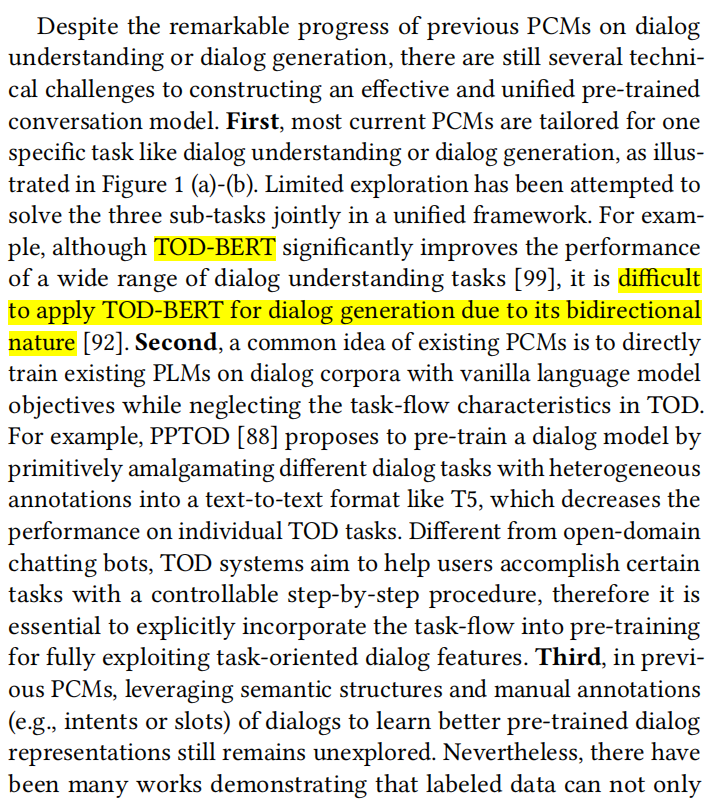 Despite the remarkable progress of previous PCMs on dialog
understanding or dialog generation, there are still several techni-
cal challenges to constructing an effective and unified pre-trained
conversation model. First, most current PCMs are tailored for one
specific task like dialog understanding or dialog generation, as illus-
trated in Figure 1 (a)-(b). Limited exploration has been attempted to
solve the three sub-tasks jointly in a unified framework. For exam-
ple, although TOD-BERT significantly improves the performance
of a wide range of dialog understanding tasks [99], it is difficult
to apply TOD-BERT for dialog generation due to its bidirectional
nature [92]. Second, a common idea of existing PCMs is to directly
train existing PLMs on dialog corpora with vanilla language model
objectives while neglecting the task-flow characteristics in TOD.
For example, PPTOD [88] proposes to pre-train a dialog model by
primitively amalgamating different dialog tasks with heterogeneous
annotations into a text-to-text format like T5, which decreases the
performance on individual TOD tasks. Different from open-domain
chatting bots, TOD systems aim to help users accomplish certain
tasks with a controllable step-by-step procedure, therefore it is
essential to explicitly incorporate the task-flow into pre-training
for fully exploiting task-oriented dialog features. Third, in previ-
ous PCMs, leveraging semantic structures and manual annotations
(e.g., intents or slots) of dialogs to learn better pre-trained dialog
representations still remains unexplored. Nevertheless, there have
been many works demonstrating that labeled data can not only